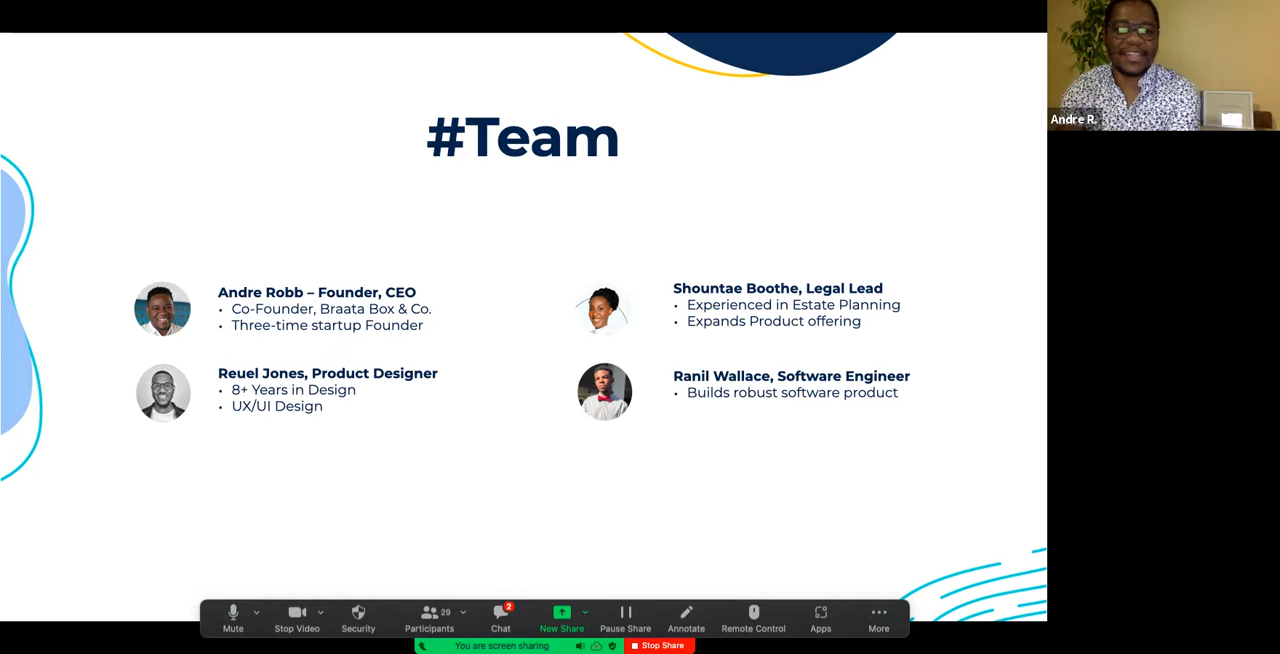 #Team
Andre Robb – Founder, CEO
• Co-Founder, Braata Box & Co.
• Three-time startup Founder
Reuel Jones, Product Designer
• 8+ Years in Design
• UX/UI Design
Shountae Boothe, Legal Lead
• Experienced in Estate Planning
• Expands Product offering
Ranil Wallace, Software Engineer
• Builds robust software product
Andre R.
29
2
Mute
Stop Video
Security
Participants
Chat
New Share
Pause Share
Annotate
Remote Control
Apps
More
You are screen sharing
Stop Share